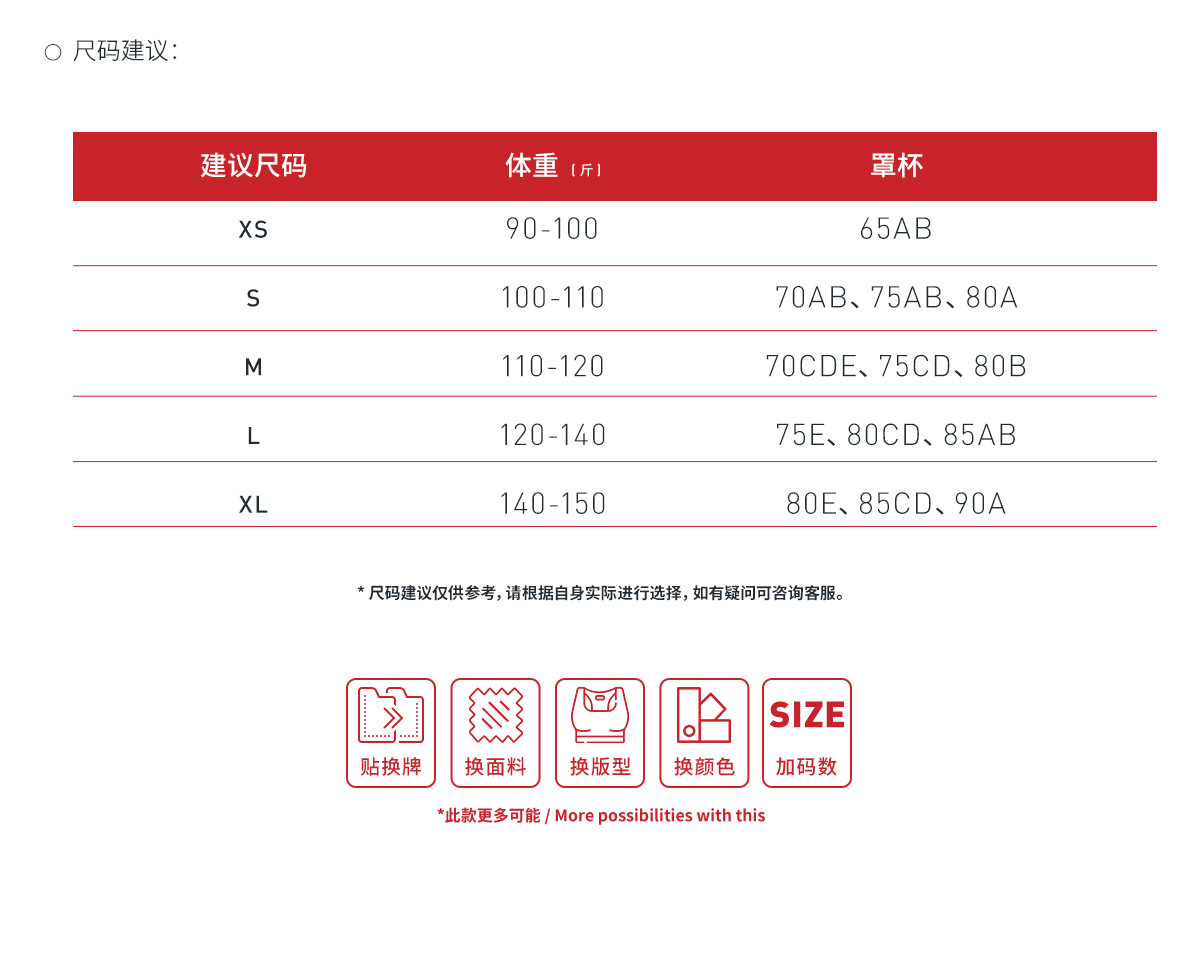 ○ 尺码建议：
建议尺码 体重（斤） 罩杯
XS 90-100 65AB
S 100-110 70AB、75AB、80A
M 110-120 70CDE、75CD、80B
L 120-140 75E、80CD、85AB
XL 140-150 80E、85CD、90A
* 尺码建议仅供参考，请根据自身实际进行选择，如有疑问可咨询客服。
SIZE
贴换牌 换面料 换版型 换颜色 加码数
*此款更多可能 / More possibilities with this